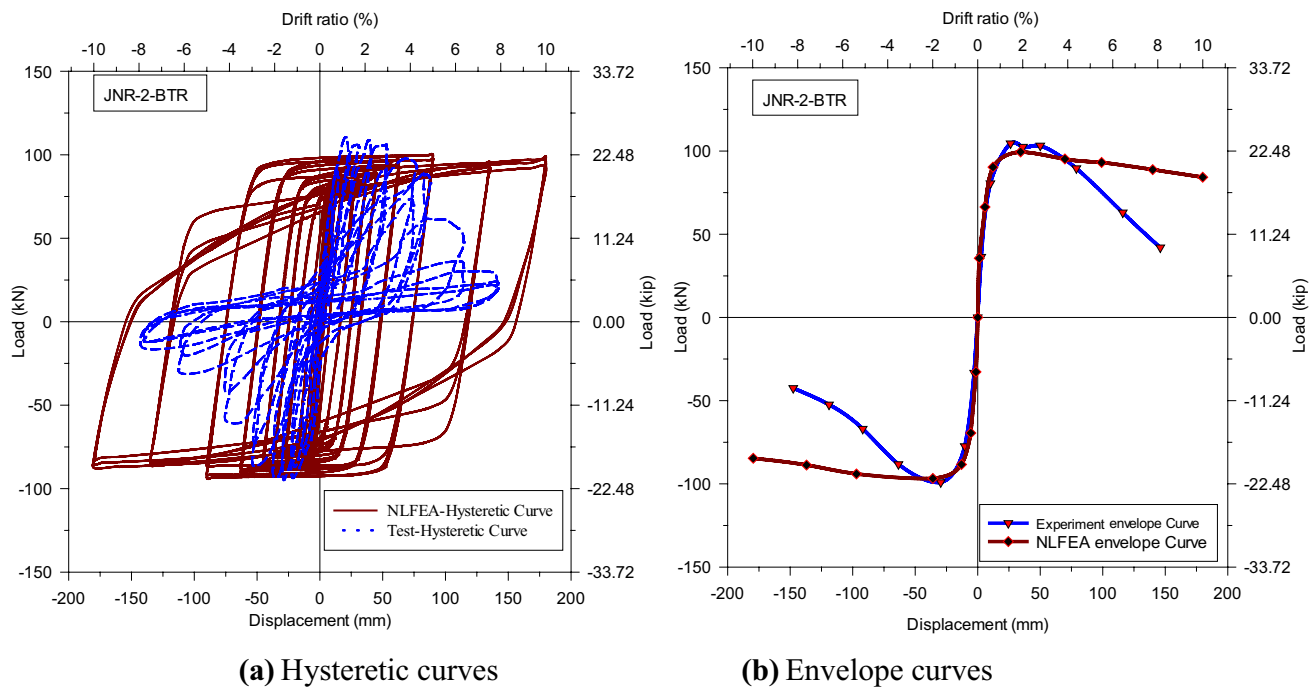 Drift ratio (%)
-10 -8 -6 -4 -2 0 2 4 6 8 10
150
100
50
0
-50
-100
-150
33.72
22.48
11.24
0.00
-11.24
-22.48
-33.72
Load (kN)
Load (kip)
JNR-2-BTR
NLFEA-Hysteretic Curve
Test-Hysteretic Curve
-200 -150 -100 -50 0 50 100 150 200
Displacement (mm)
(a) Hysteretic curves
Drift ratio (%)
-10 -8 -6 -4 -2 0 2 4 6 8 10
150
100
50
0
-50
-100
-150
33.72
22.48
11.24
0.00
-11.24
-22.48
-33.72
Load (kN)
Load (kip)
JNR-2-BTR
Experiment envelope Curve
NLFEA envelope Curve
-200 -150 -100 -50 0 50 100 150 200
Displacement (mm)
(b) Envelope curves